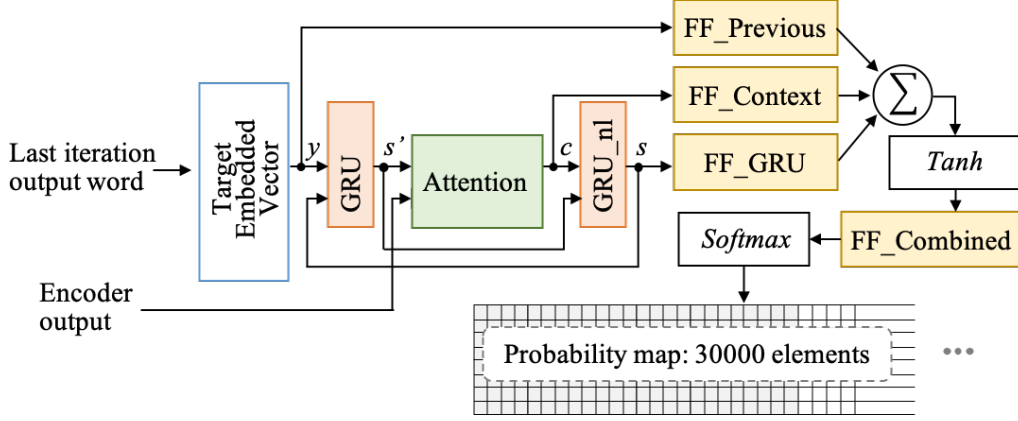 FF_Previous
FF_Context
FF_GRU
Σ
Last iteration
output word
Target
Embedded
Vector
y
GRU
s’
Attention
c
GRU_nl
s
Tanh
Softmax
FF_Combined
Encoder
output
Probability map: 30000 elements
•••